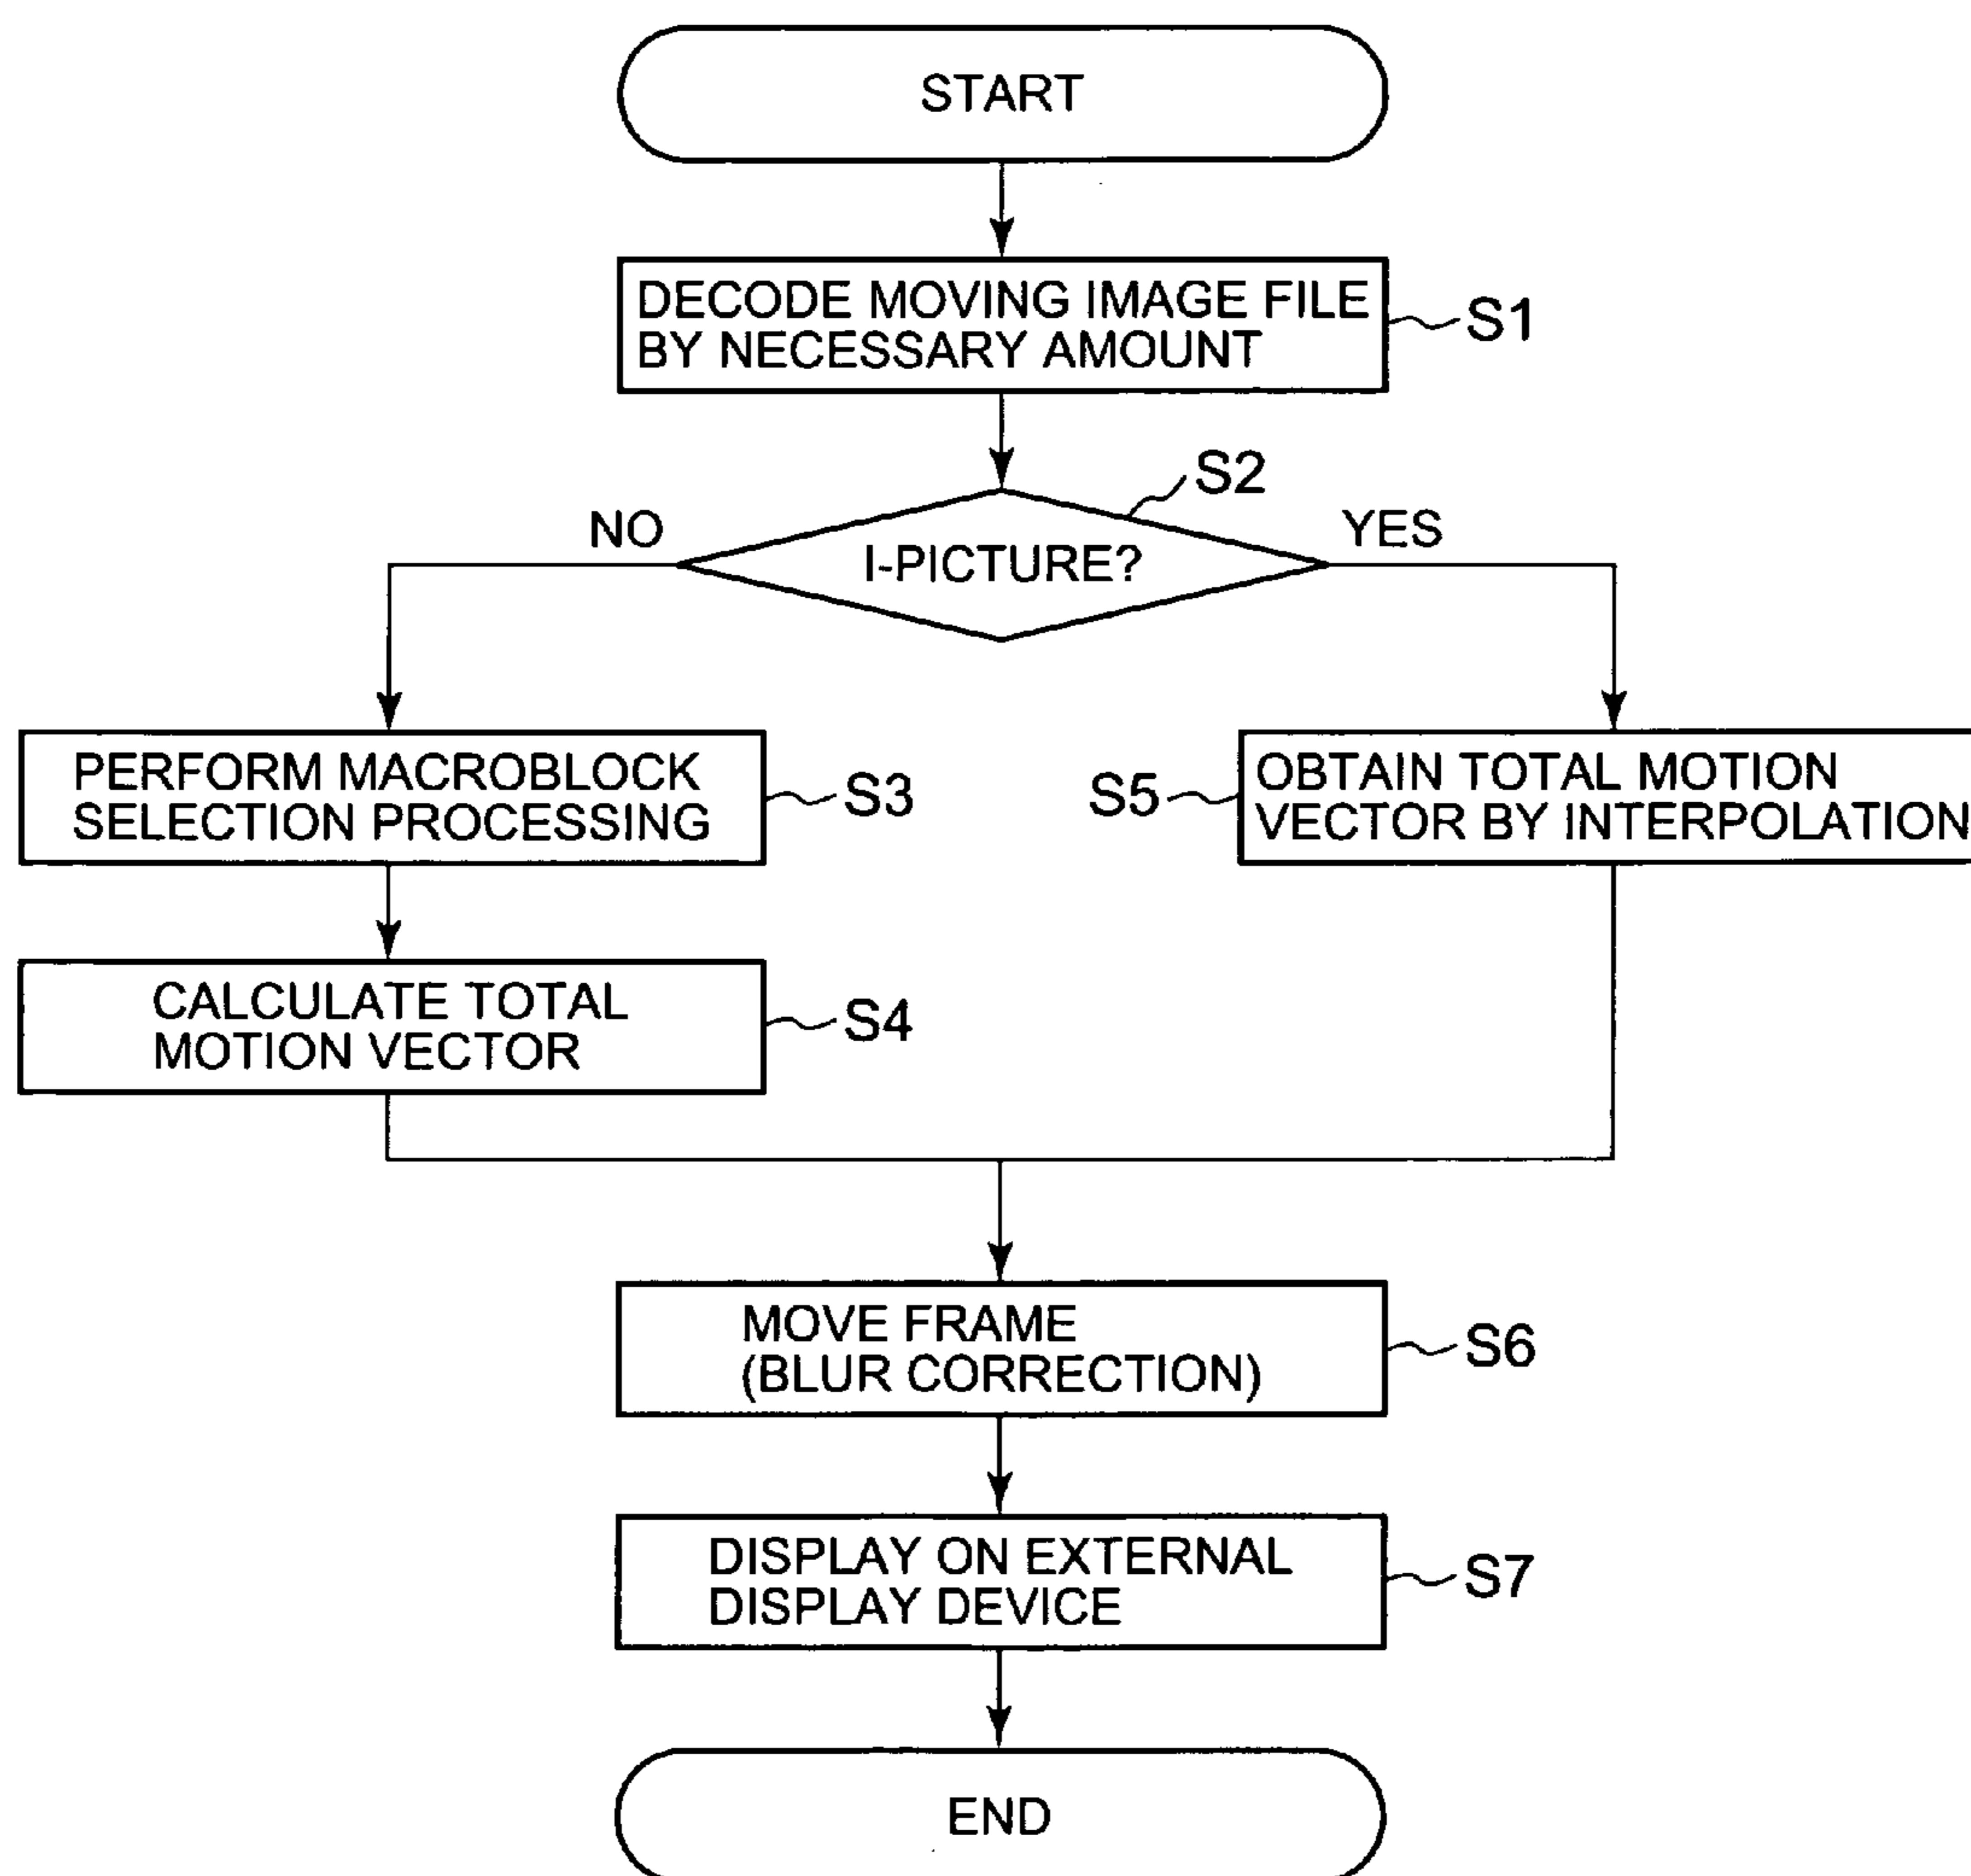 START
DECODE MOVING IMAGE FILE
BY NECESSARY AMOUNT
S1
S2
NO
I-PICTURE?
YES
PERFORM MACROBLOCK
SELECTION PROCESSING
S3
S5
OBTAIN TOTAL MOTION
VECTOR BY INTERPOLATION
CALCULATE TOTAL
MOTION VECTOR
S4
MOVE FRAME
(BLUR CORRECTION)
S6
DISPLAY ON EXTERNAL
DISPLAY DEVICE
S7
END